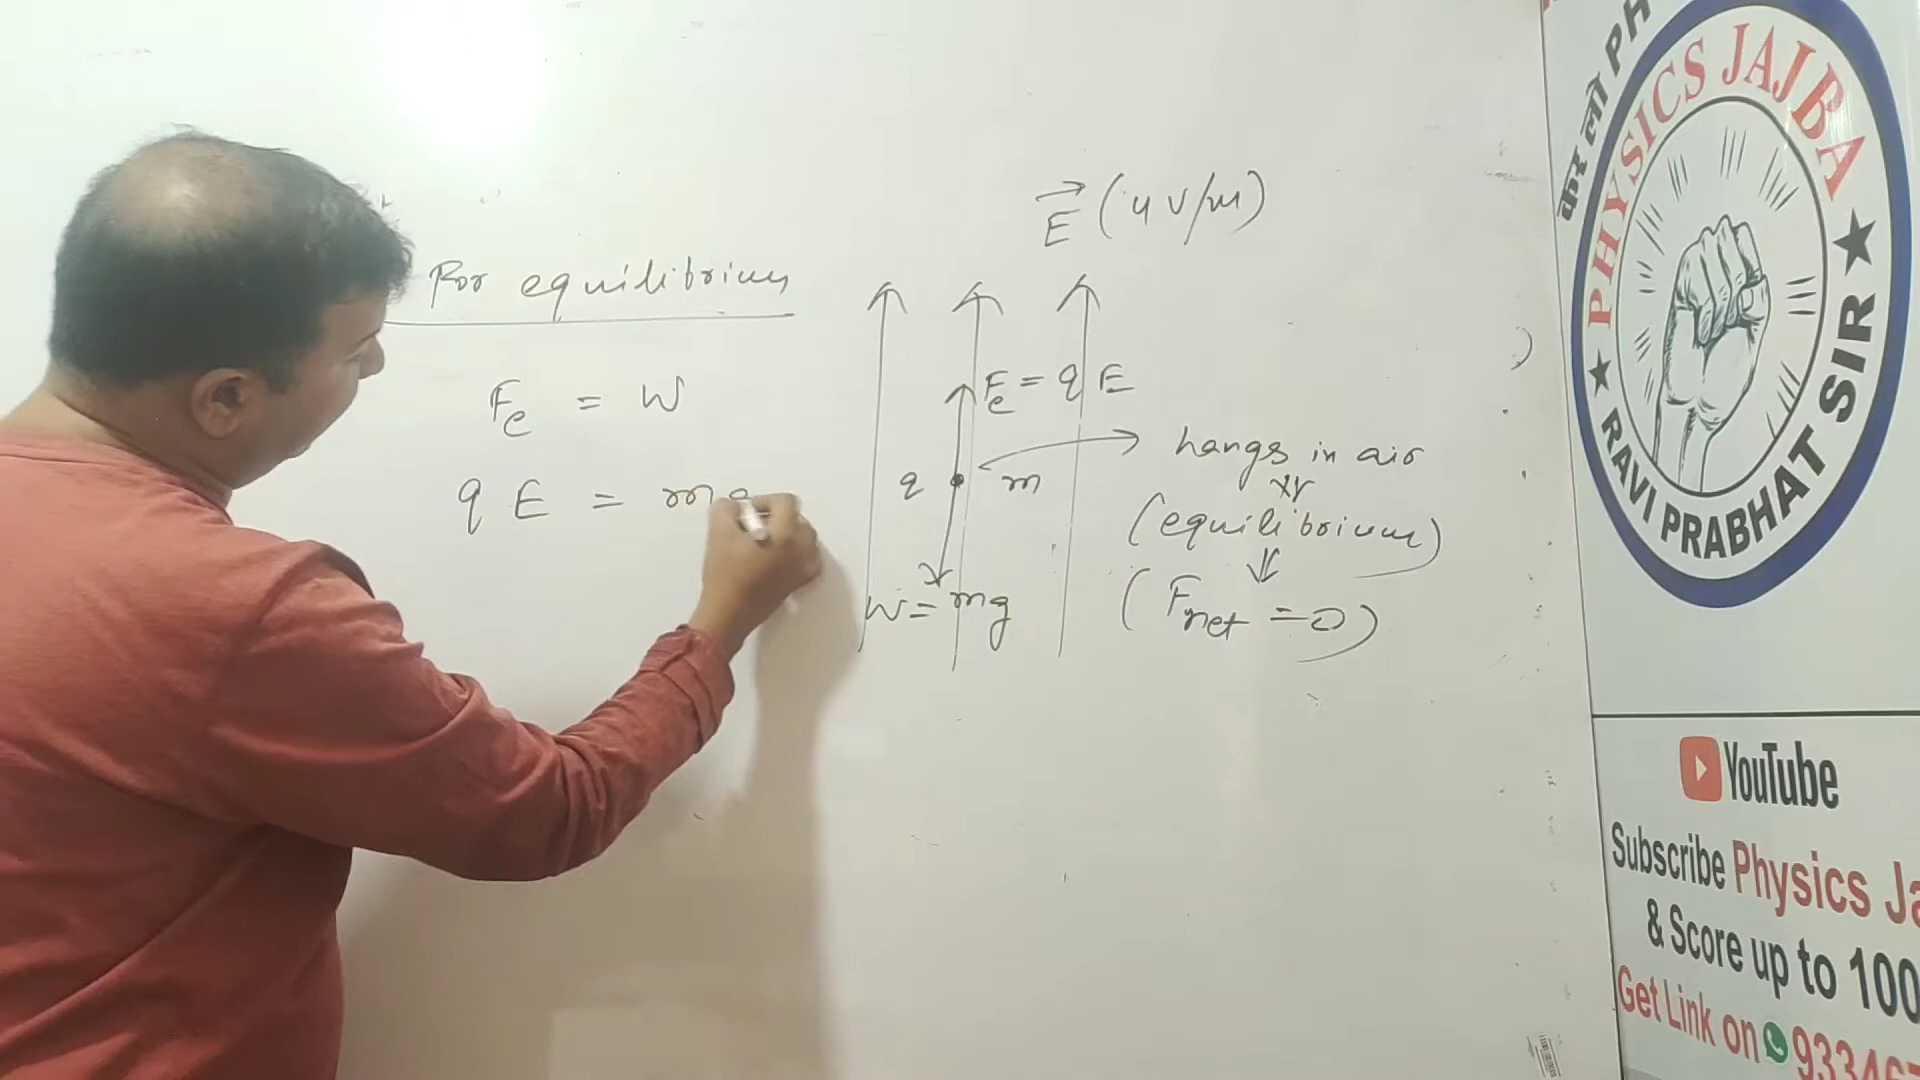 For equilibrium
Fe = W
q E = mg
E (4 V/m)
Fe = q E
q
m
W = mg
hangs in air
(equilibrium)
(Fnet = 0)
कर लो PH
PHYSICS JAJBA
★ RAVI PRABHAT SIR ★
YouTube
Subscribe Physics Ja
& Score up to 100
Get Link on 93346